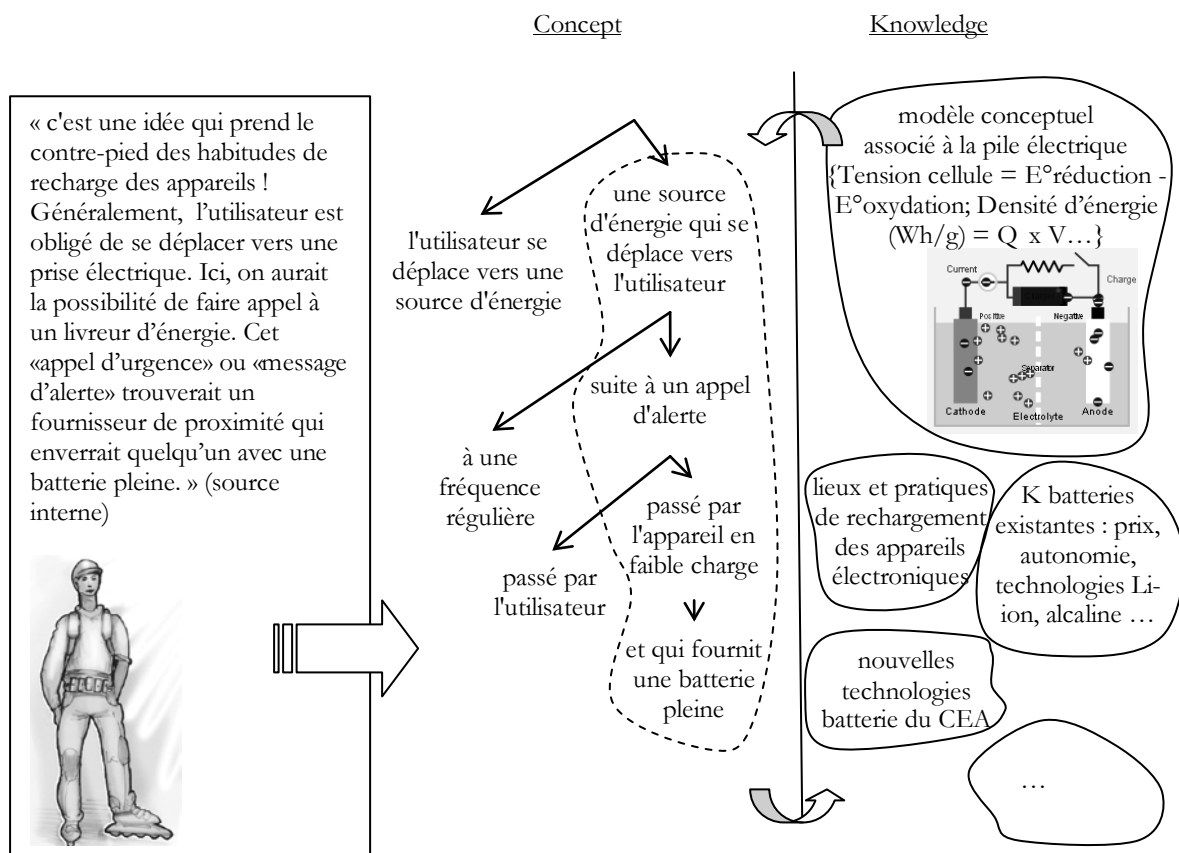 Concept
Knowledge
« c'est une idée qui prend le
contre-pied des habitudes de
recharge des appareils !
Généralement, l'utilisateur est
obligé de se déplacer vers une
prise électrique. Ici, on aurait
la possibilité de faire appel à
un livreur d'énergie. Cet
«appel d'urgence» ou «message
d'alerte» trouverait un
fournisseur de proximité qui
enverrait quelqu'un avec une
batterie pleine. » (source
interne)
l'utilisateur se
déplace vers une
source d'énergie
une source
d'énergie qui se
déplace vers
l'utilisateur
à une
fréquence
régulière
suite à un appel
d'alerte
passé par
l'utilisateur
passé par
l'appareil en
faible charge
et qui fournit
une batterie
pleine
modèle conceptuel
associé à la pile électrique
{Tension cellule = E°réduction -
E°oxydation; Densité d'énergie
(Wh/g) = Q x V…}
Current
Charge
Positive
Negative
Separator
Cathode
Electrolyte
Anode
lieux et pratiques
de rechargement
des appareils
électroniques
K batteries
existantes : prix,
autonomie,
technologies Li-
ion, alcaline …
nouvelles
technologies
batterie du CEA
…